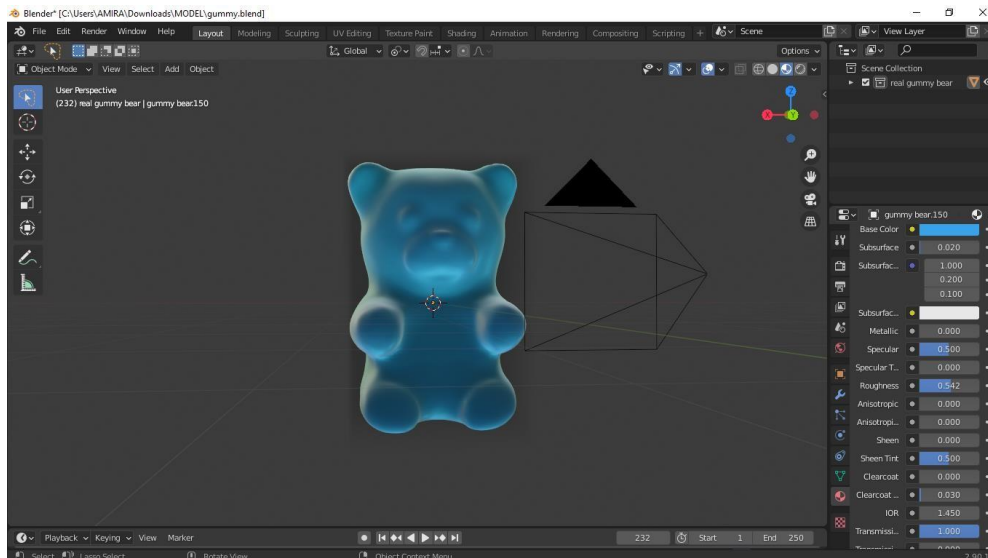 Blender* [C:\Users\AMIRA\Downloads\MODEL\gummy.blend]
File Edit Render Window Help Layout Modeling Sculpting UV Editing Texture Paint Shading Animation Rendering Compositing Scripting + Scene View Layer
Global Options
Object Mode View Select Add Object
User Perspective
(232) real gummy bear | gummy bear.150
Z
X Y
Scene Collection
real gummy bear
gummy bear.150
Base Color
Subsurface 0.020
Subsurfac... 1.000
0.200
0.100
Subsurfac...
Metallic 0.000
Specular 0.500
Specular T... 0.000
Roughness 0.542
Anisotropic 0.000
Anisotropi... 0.000
Sheen 0.000
Sheen Tint 0.500
Clearcoat 0.000
Clearcoat ... 0.030
IOR 1.450
Transmissi... 1.000
Transmissi... 0.000
Playback Keying View Marker 232 Start 1 End 250
Select Lasso Select Rotate View Object Context Menu 2.90.1